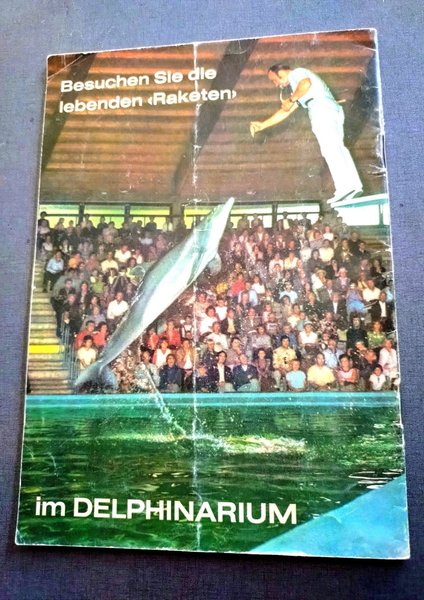 Besuchen Sie die
lebenden ‹Raketen›
im DELPHINARIUM